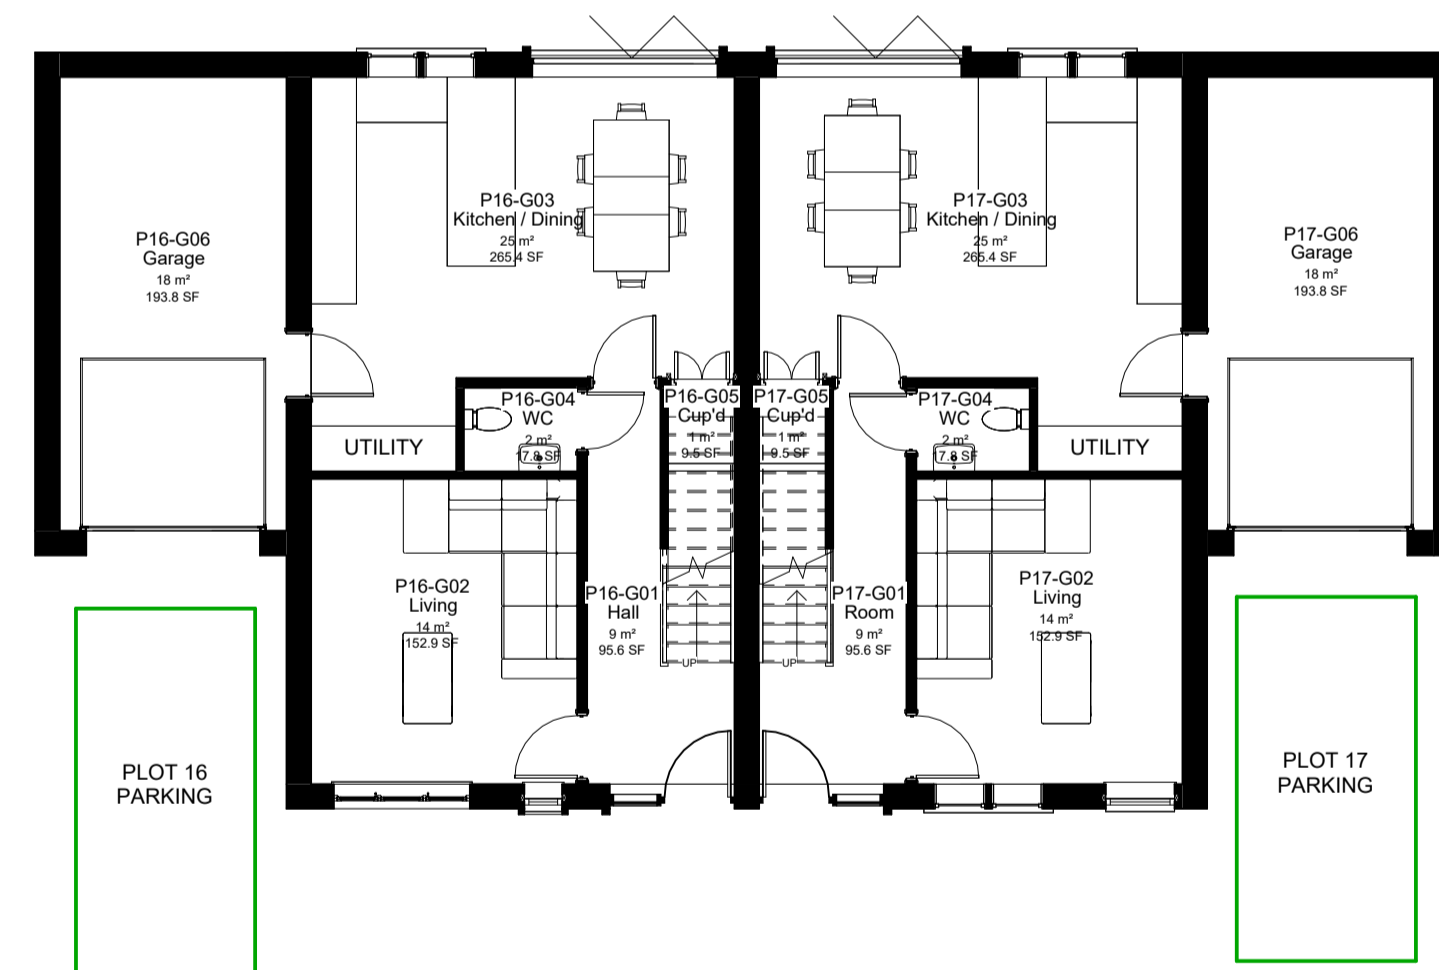 P16-G03
Kitchen / Dining
25 m²
265.4 SF
P17-G03
Kitchen / Dining
25 m²
265.4 SF
P16-G06
Garage
18 m²
193.8 SF
P17-G06
Garage
18 m²
193.8 SF
P16-G04
WC
2 m²
17.8 SF
P16-G05
Cup'd
1 m²
9.5 SF
P17-G05
Cup'd
1 m²
9.5 SF
P17-G04
WC
2 m²
17.8 SF
UTILITY
UTILITY
P16-G02
Living
14 m²
152.9 SF
P16-G01
Hall
9 m²
95.6 SF
P17-G01
Room
9 m²
95.6 SF
P17-G02
Living
14 m²
152.9 SF
UP
UP
PLOT 16
PARKING
PLOT 17
PARKING